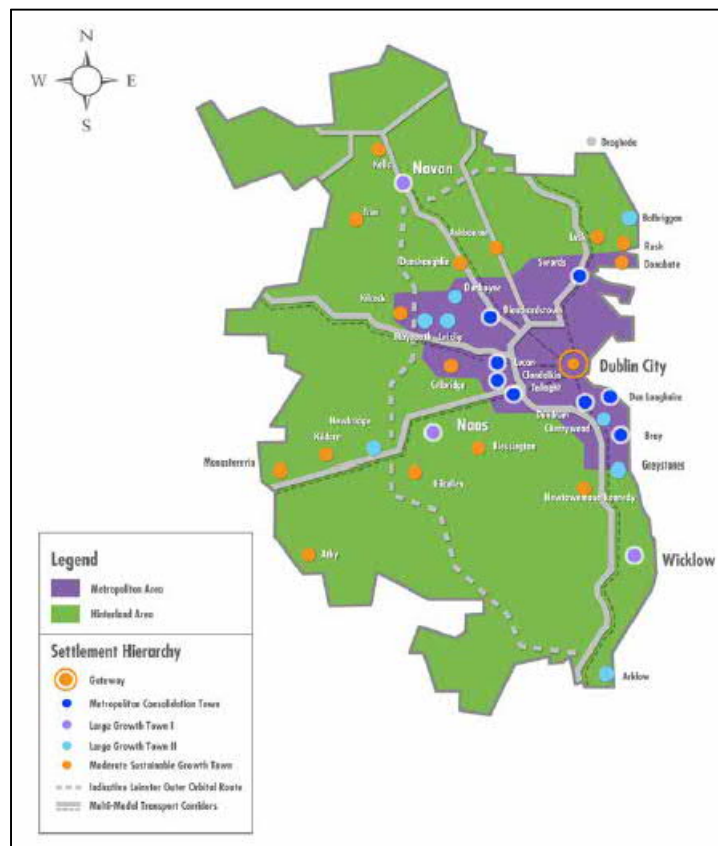 N
W E
S
Drogheda
Kells
Navan
Balbriggan
Trim
Ashbourne
Lusk
Rush
Dunshaughlin
Swords
Donabate
Dunboyne
Kilcock
Blanchardstown
Maynooth
Leixlip
Lucan
Dublin City
Celbridge
Clondalkin
Tallaght
Dun Laoghaire
Newbridge
Dundrum
Cherrywood
Naas
Bray
Kildare
Blessington
Monasterevin
Greystones
Kilcullen
Newtownmountkennedy
Athy
Wicklow
Arklow
Legend
Metropolitan Area
Hinterland Area
Settlement Hierarchy
Gateway
Metropolitan Consolidation Town
Large Growth Town I
Large Growth Town II
Moderate Sustainable Growth Town
Indicative Leinster Outer Orbital Route
Multi-Modal Transport Corridors